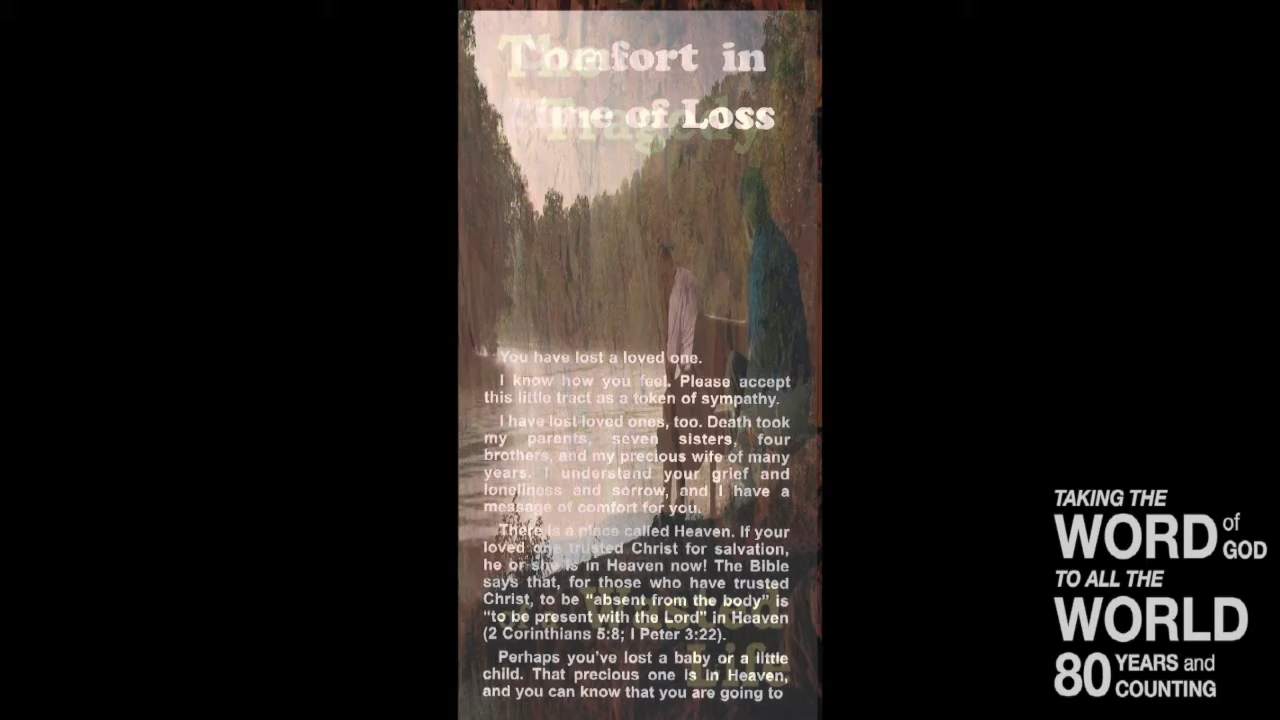 Comfort in
Time of Loss
The
Tragedy
You have lost a loved one.
I know how you feel. Please accept
this little tract as a token of sympathy.
I have lost loved ones, too. Death took
my parents, seven sisters, four
brothers, and my precious wife of many
years. I understand your grief and
loneliness and sorrow, and I have a
message of comfort for you.
There is a place called Heaven. If your
loved one trusted Christ for salvation,
he or she is in Heaven now! The Bible
says that, for those who have trusted
Christ, to be “absent from the body” is
“to be present with the Lord” in Heaven
(2 Corinthians 5:8; I Peter 3:22).
Perhaps you’ve lost a baby or a little
child. That precious one is in Heaven,
and you can know that you are going to
Wasted
Life
TAKING THE
WORD of GOD
TO ALL THE
WORLD
80 YEARS and
COUNTING